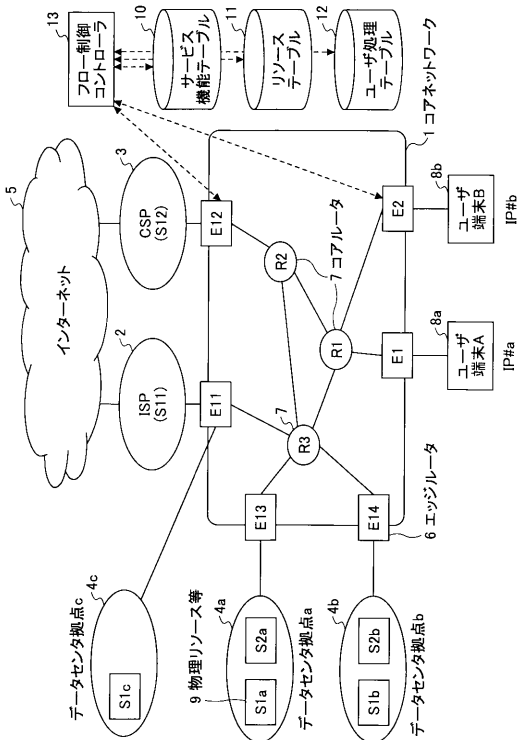 データセンタ拠点c
4c
S1c
5
インターネット
2
ISP
(S11)
3
CSP
(S12)
13
フロー制御
コントローラ
10
サービス
機能テーブル
11
リソース
テーブル
12
ユーザ処理
テーブル
9 物理リソース等
4a
S1a
S2a
データセンタ拠点a
4b
S1b
S2b
データセンタ拠点b
E11
E12
E13
E14
6 エッジルータ
R3
7
R2
R1
7 コアルータ
E1
E2
1 コアネットワーク
8a
ユーザ
端末A
IP#a
8b
ユーザ
端末B
IP#b